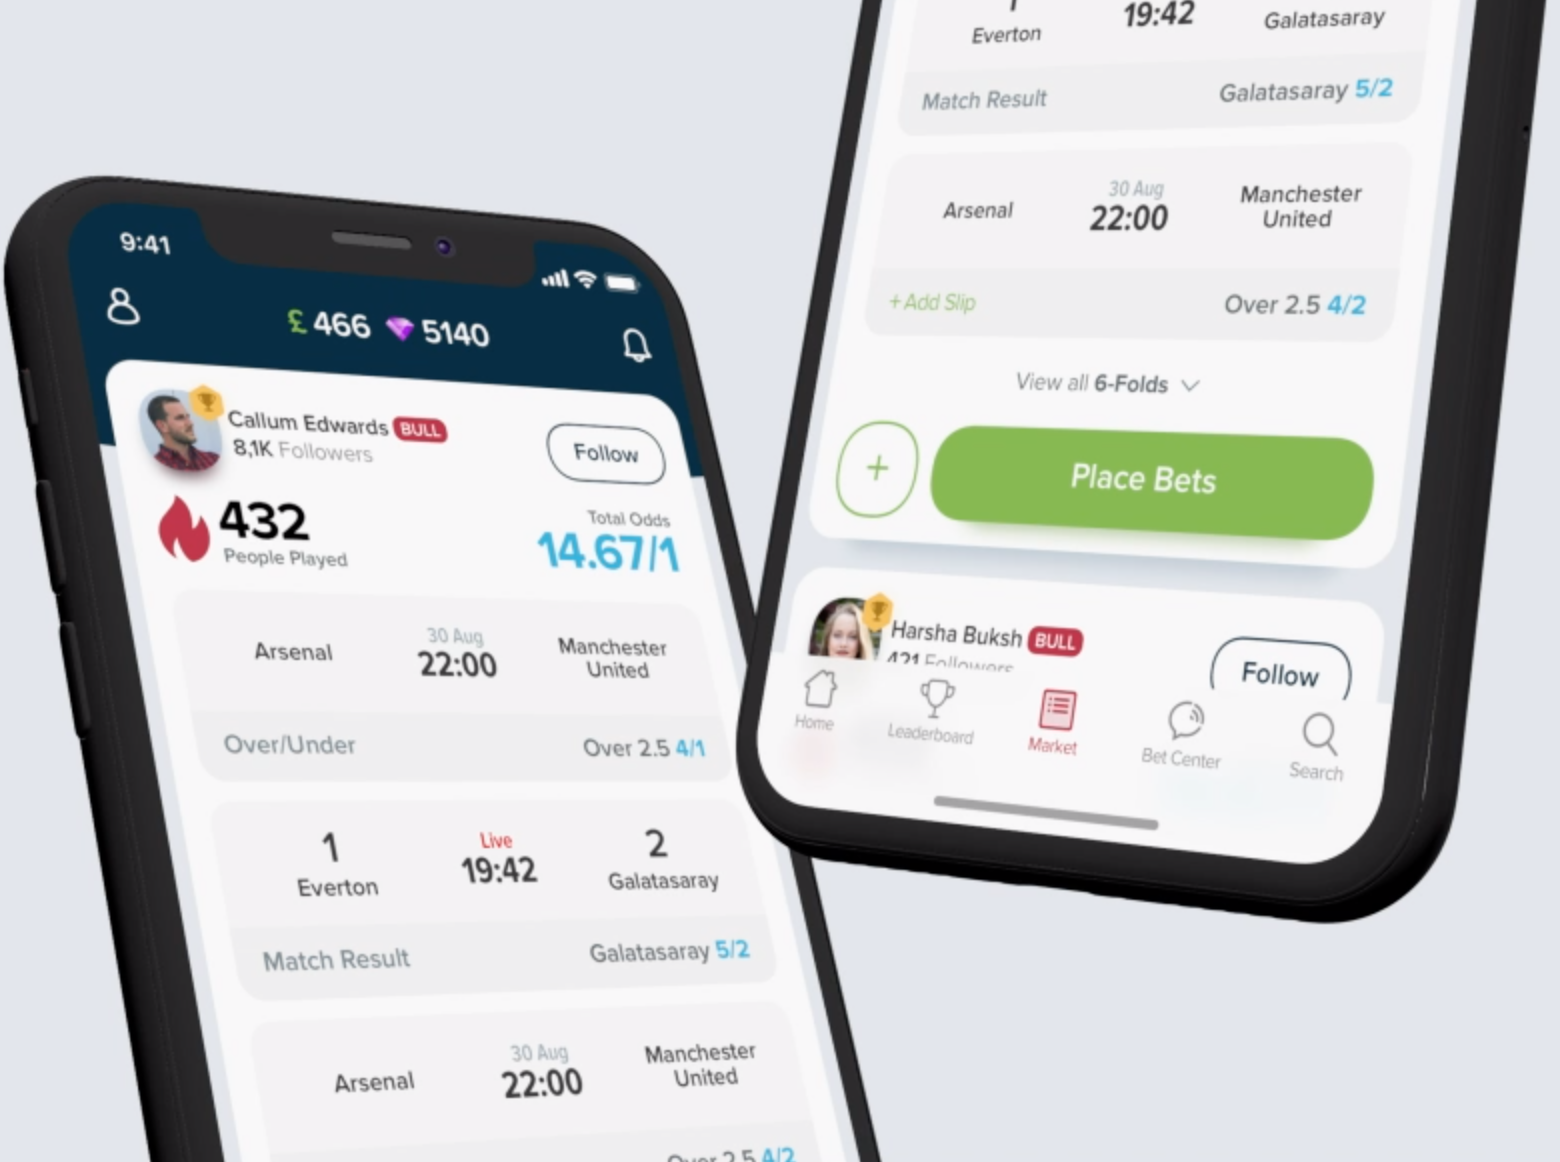 9:41
£ 466 5140
Callum Edwards BULL
8,1K Followers
Follow
432
People Played
Total Odds
14.67/1
Arsenal
30 Aug
22:00
Manchester
United
Over/Under
Over 2.5 4/1
1
Everton
Live
19:42
2
Galatasaray
Match Result
Galatasaray 5/2
Arsenal
30 Aug
22:00
Manchester
United
Over 2.5 4/2
Everton
19:42
Galatasaray
Match Result
Galatasaray 5/2
Arsenal
30 Aug
22:00
Manchester
United
+ Add Slip
Over 2.5 4/2
View all 6-Folds
+
Place Bets
Harsha Buksh BULL
421 Followers
Follow
Home
Leaderboard
Market
Bet Center
Search